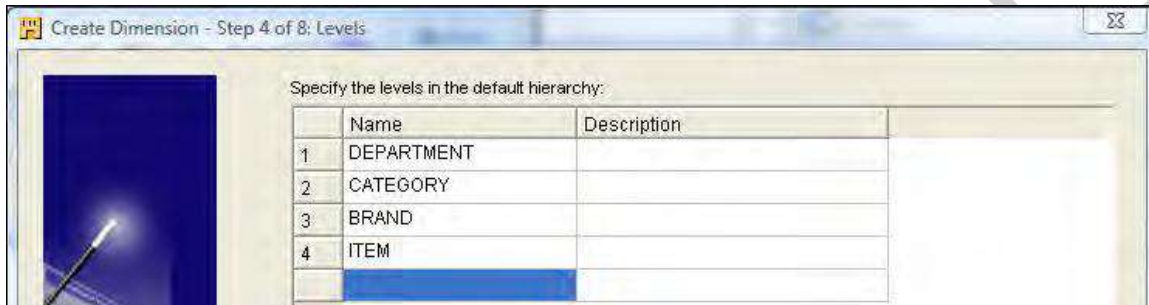 Create Dimension - Step 4 of 8: Levels
Specify the levels in the default hierarchy:
Name Description
1 DEPARTMENT
2 CATEGORY
3 BRAND
4 ITEM